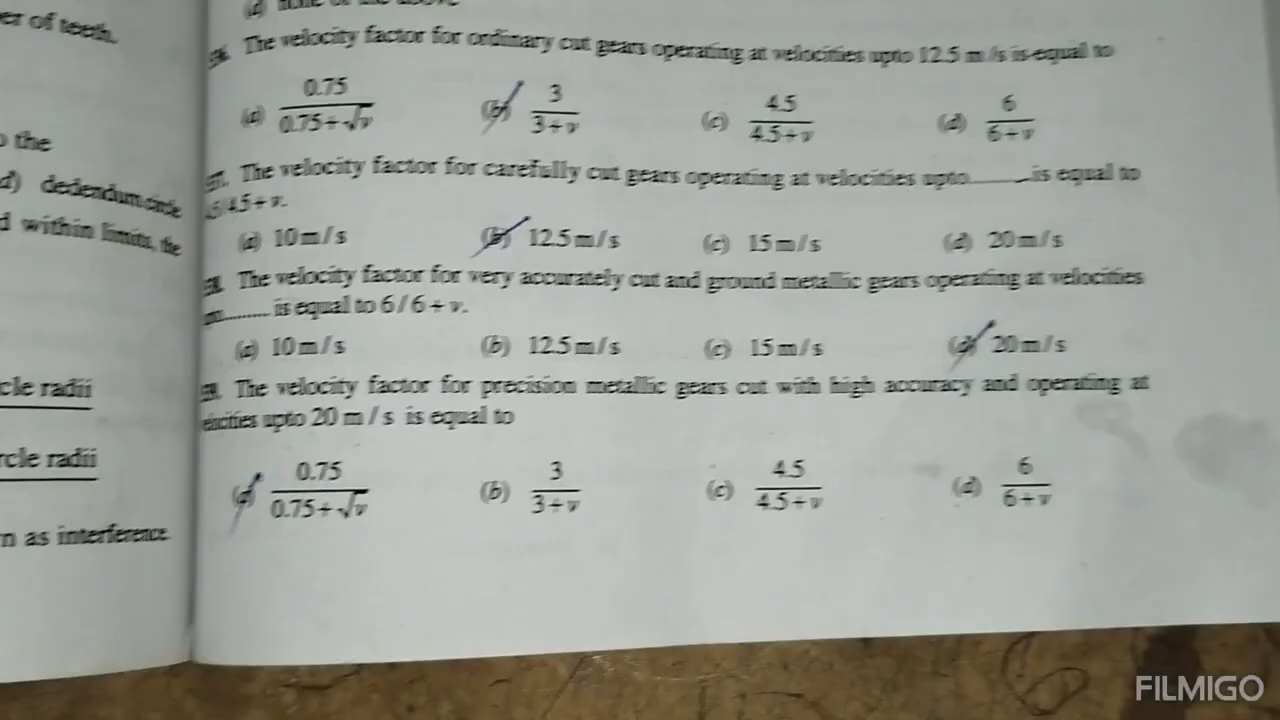 er of teeth.
the
d) dedendum circle
d within limits, the
cle radii
rcle radii
n as interference.
The velocity factor for ordinary cut gears operating at velocities upto 12.5 m/s is equal to
(a) 0.75 / 0.75+√v (b) 3 / 3+v (c) 4.5 / 4.5+v (d) 6 / 6+v
The velocity factor for carefully cut gears operating at velocities upto ........ is equal to
4.5+v.
(a) 10 m/s (b) 12.5 m/s (c) 15 m/s (d) 20 m/s
The velocity factor for very accurately cut and ground metallic gears operating at velocities
......... is equal to 6/6+v.
(a) 10 m/s (b) 12.5 m/s (c) 15 m/s (d) 20 m/s
The velocity factor for precision metallic gears cut with high accuracy and operating at
upto 20 m/s is equal to
(a) 0.75 / 0.75+√v (b) 3 / 3+v (c) 4.5 / 4.5+v (d) 6 / 6+v
FILMIGO